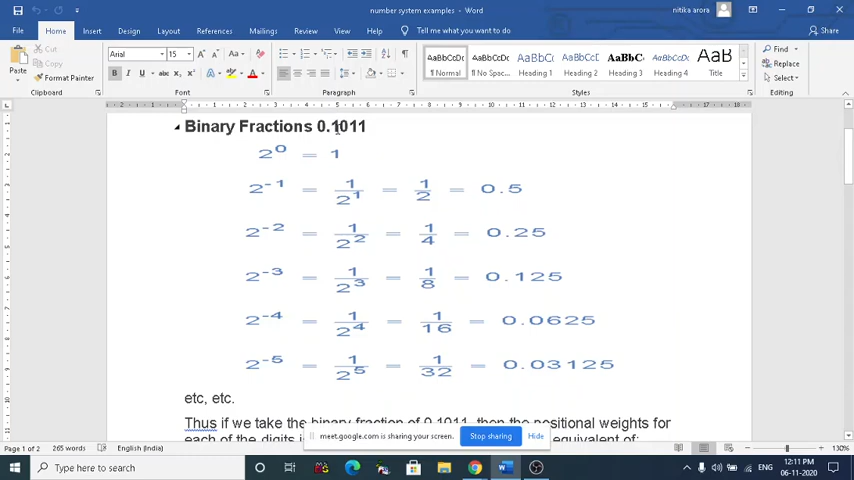 number system examples - Word
nitika arora
File Home Insert Design Layout References Mailings Review View Help Tell me what you want to do Share
Paste
Cut
Copy
Format Painter
Clipboard
Arial 15
Font
Paragraph
AaBbCcDc ¶ Normal
AaBbCcDc ¶ No Spac...
AaBbCc Heading 1
AaBbCcD Heading 2
AaBbCc Heading 3
AaBbCcD Heading 4
AaB Title
Styles
Find
Replace
Select
Editing
Binary Fractions 0.1011
2^0 = 1
2^-1 = 1/2^1 = 1/2 = 0.5
2^-2 = 1/2^2 = 1/4 = 0.25
2^-3 = 1/2^3 = 1/8 = 0.125
2^-4 = 1/2^4 = 1/16 = 0.0625
2^-5 = 1/2^5 = 1/32 = 0.03125
etc, etc.
Thus if we take the binary fraction of 0.1011 then the positional weights for
each of the digits is equivalent of:
meet.google.com is sharing your screen. Stop sharing Hide
Page 1 of 2 265 words English (India) 130%
Type here to search
ENG
12:11 PM
06-11-2020